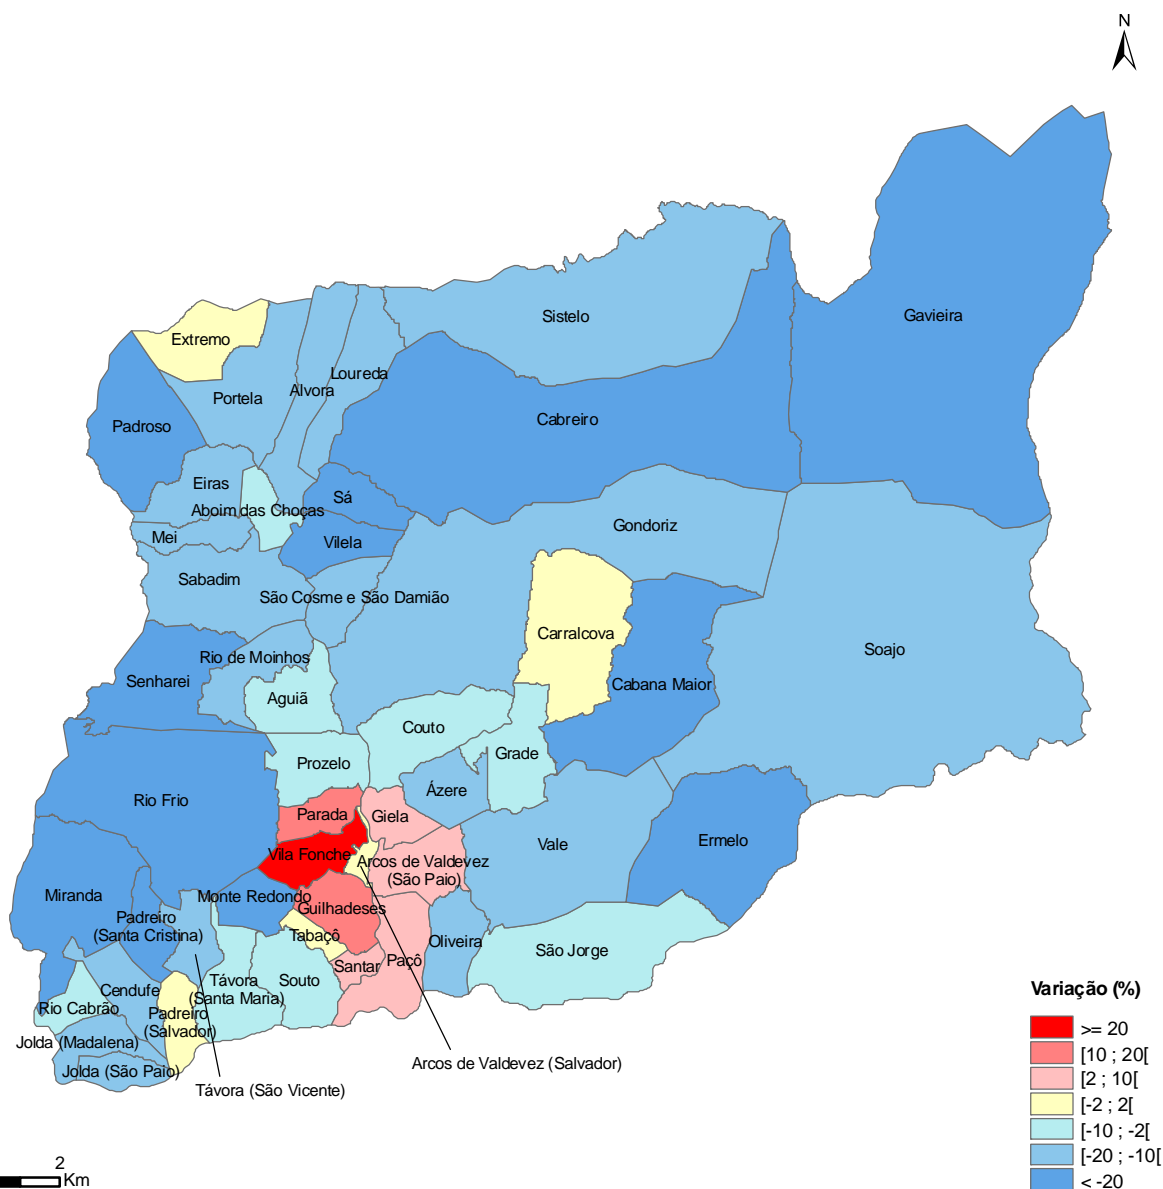 N
Sistelo
Gavieira
Extremo
Loureda
Alvora
Portela
Cabreiro
Padroso
Eiras
Sá
Aboim das Choças
Gondoriz
Mei
Vilela
Sabadim
São Cosme e São Damião
Carralcova
Soajo
Rio de Moinhos
Senharei
Cabana Maior
Aguiã
Couto
Grade
Prozelo
Ázere
Rio Frio
Parada
Giela
Ermelo
Vale
Vila Fonche
Arcos de Valdevez
(São Paio)
Miranda
Monte Redondo
Guilhadeses
Padreiro
(Santa Cristina)
Tabaçô
Oliveira
São Jorge
Paçô
Santar
Távora
(Santa Maria)
Souto
Cendufe
Rio Cabrão
Padreiro
(Salvador)
Jolda (Madalena)
Jolda (São Paio)
Arcos de Valdevez (Salvador)
Távora (São Vicente)
Variação (%)
>= 20
[10 ; 20[
[2 ; 10[
[-2 ; 2[
[-10 ; -2[
[-20 ; -10[
< -20
2
Km